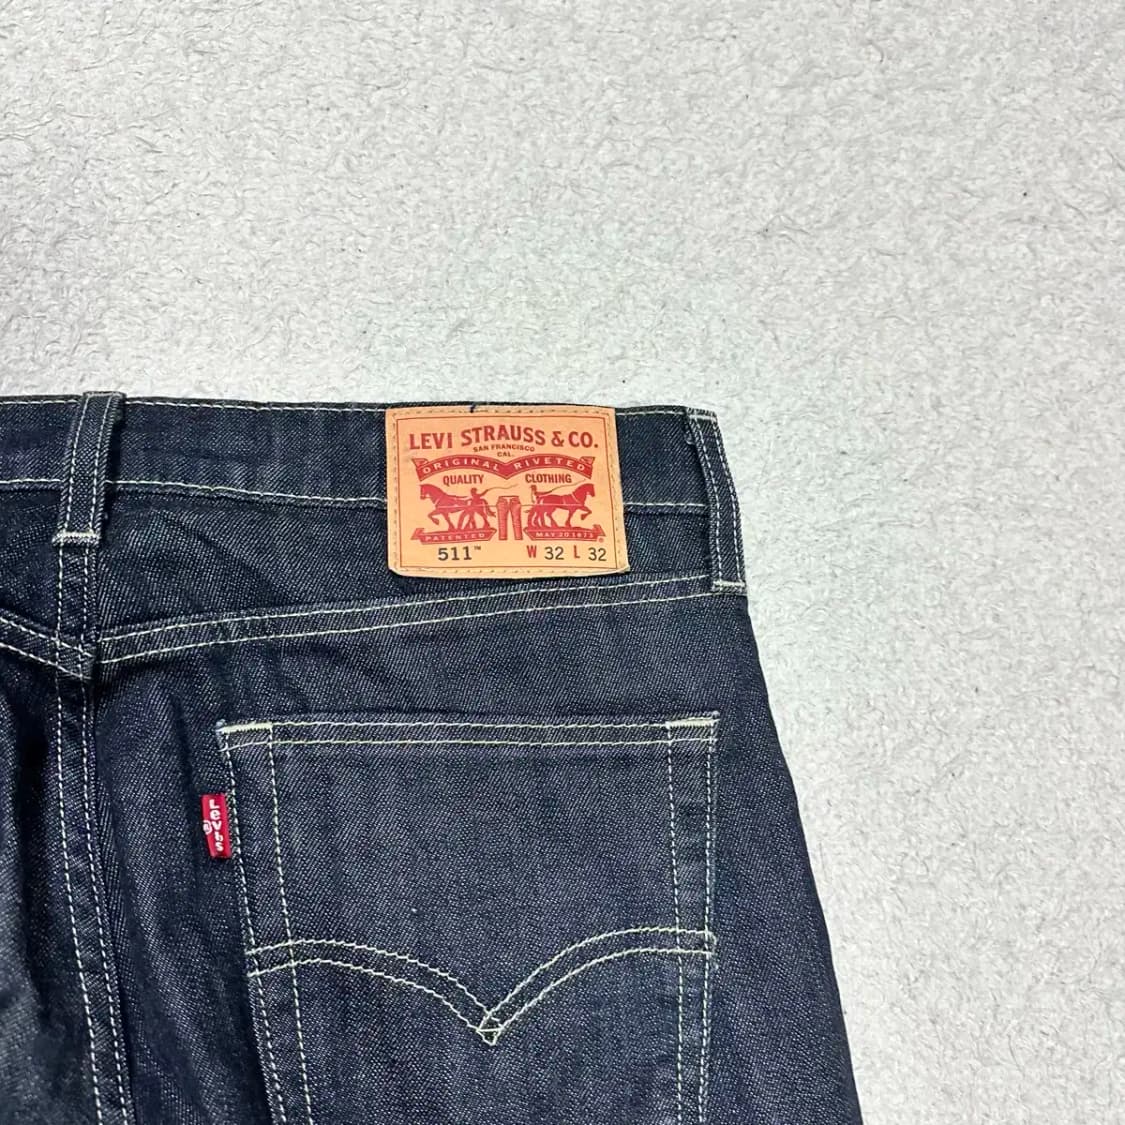 LEVI STRAUSS & CO.
SAN FRANCISCO
CAL.
ORIGINAL RIVETED
QUALITY CLOTHING
PATENTED MAY 20 1873 ®
511™ W 32 L 32
Levi's ®